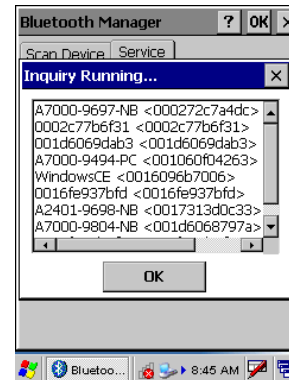 Bluetooth Manager ? OK ×
Scan Device Service
Inquiry Running... ×
A7000-9697-NB <000272c7a4dc>
0002c77b6f31 <0002c77b6f31>
001d6069dab3 <001d6069dab3>
A7000-9494-PC <001060f04263>
WindowsCE <0016096b7006>
0016fe937bfd <0016fe937bfd>
A2401-9698-NB <0017313d0c33>
A7000-9804-NB <001d6068797a>
OK
Bluetoo... 8:45 AM